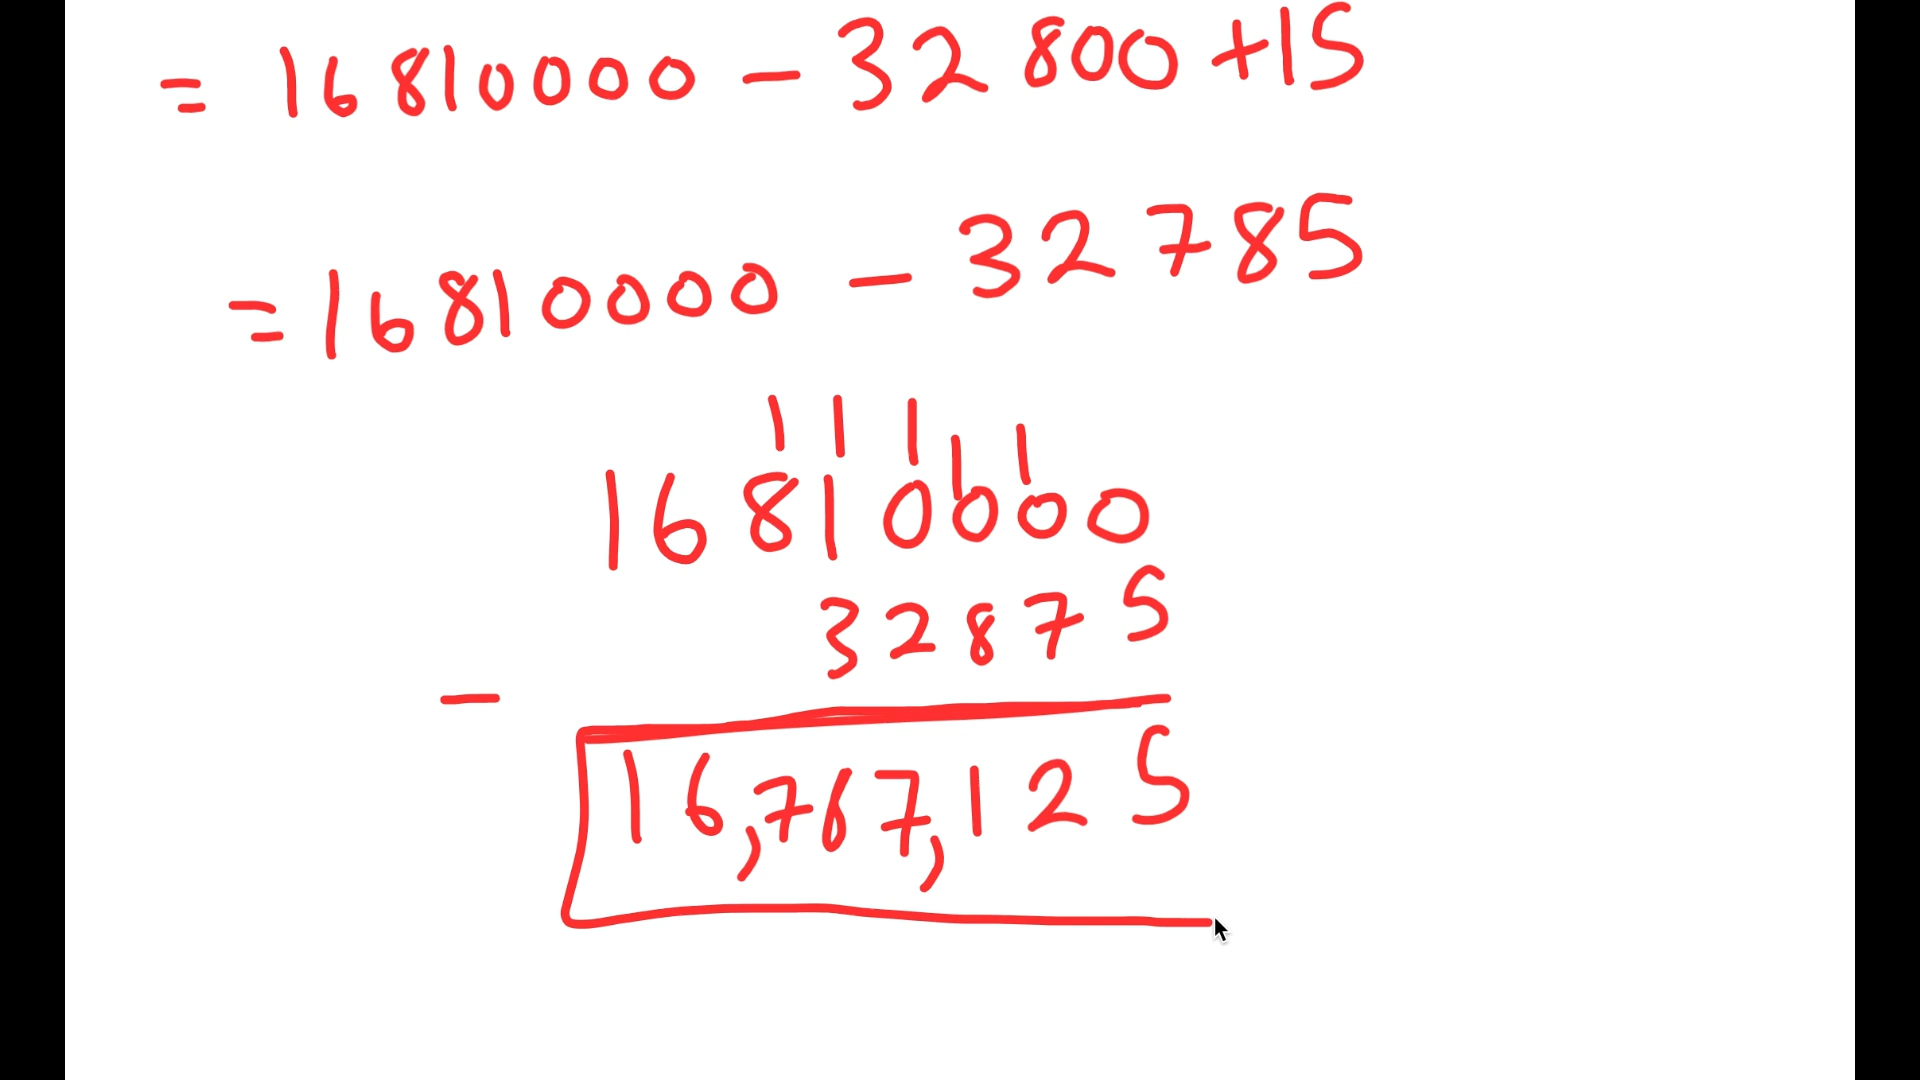 = 16810000 - 32800 + 15
= 16810000 - 32785
1 1 1 1 1
16810000
32875
-
16,767,125